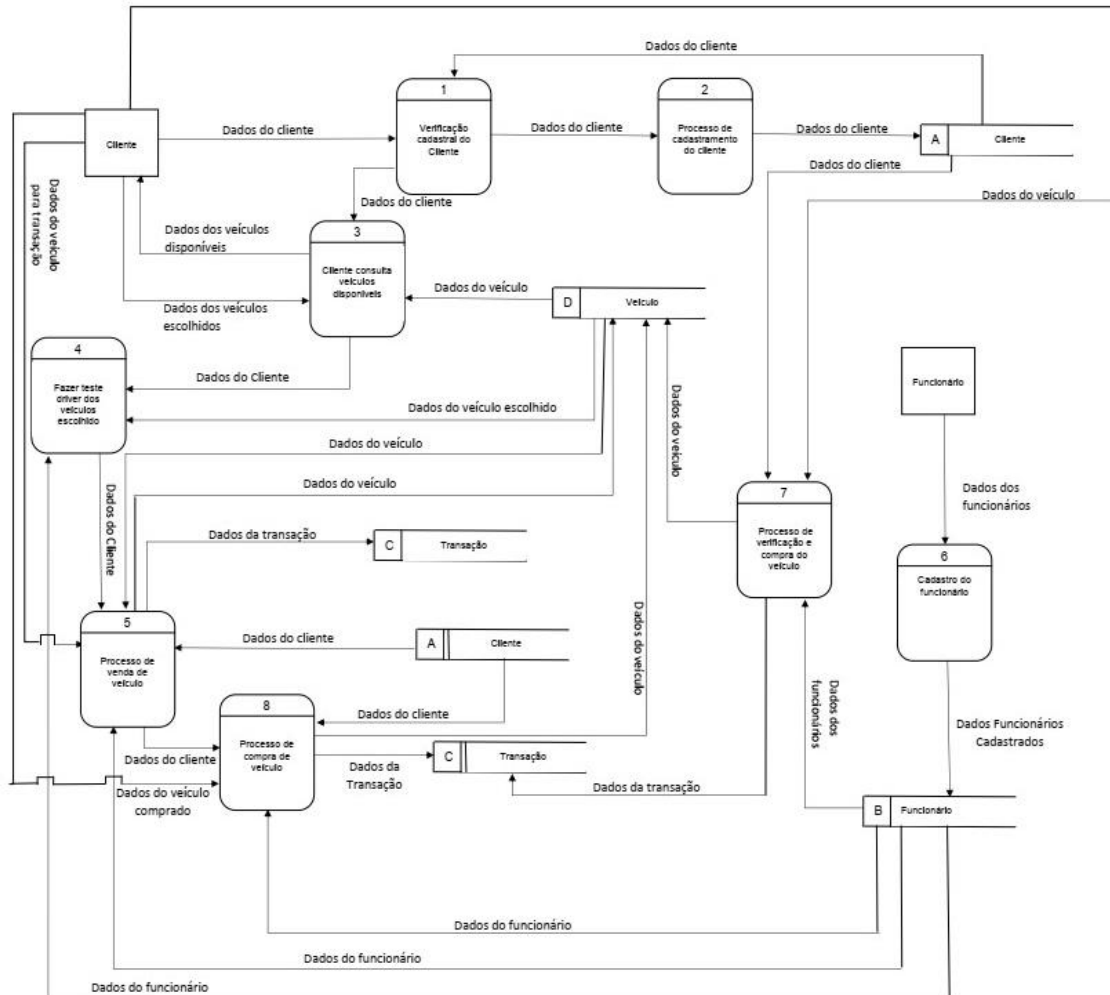 Dados do cliente
1
Verificação
cadastral do
Cliente
2
Processo de
cadastramento
do cliente
Cliente
Dados do cliente
Dados do cliente
Dados do cliente
A
Cliente
Dados do cliente
Dados do veículo
Dados do veículo
para transação
Dados do cliente
Dados dos veículos
disponíveis
3
Cliente consulta
veículos
disponíveis
Dados dos veículos
escolhidos
Dados do veículo
D
Veículo
4
Fazer teste
driver dos
veículos
escolhido
Dados do Cliente
Dados do veículo escolhido
Funcionário
Dados do veículo
Dados do veículo
Dados do veículo
Dados do Cliente
7
Processo de
verificação e
compra do
veículo
Dados dos
funcionários
Dados da transação
C
Transação
6
Cadastro do
funcionário
5
Processo de
venda de
veículo
Dados do cliente
A
Cliente
Dados do veículo
8
Processo de
compra de
veículo
Dados do cliente
Dados dos
funcionários
Dados Funcionários
Cadastrados
Dados do cliente
Dados da
Transação
C
Transação
Dados do veículo
comprado
Dados da transação
B
Funcionário
Dados do funcionário
Dados do funcionário
Dados do funcionário